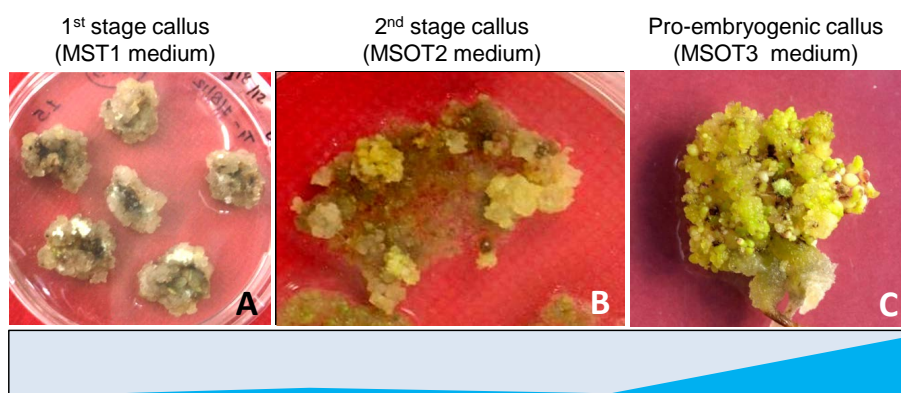 1st stage callus
(MST1 medium)
2nd stage callus
(MSOT2 medium)
Pro-embryogenic callus
(MSOT3 medium)
A
B
C